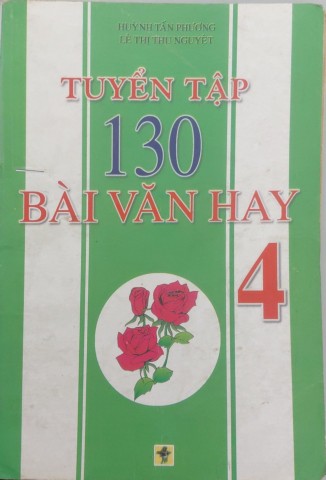 HUỲNH TẤN PHƯƠNG
LÊ THỊ THU NGUYỆT
TUYỂN TẬP
130
BÀI VĂN HAY
4